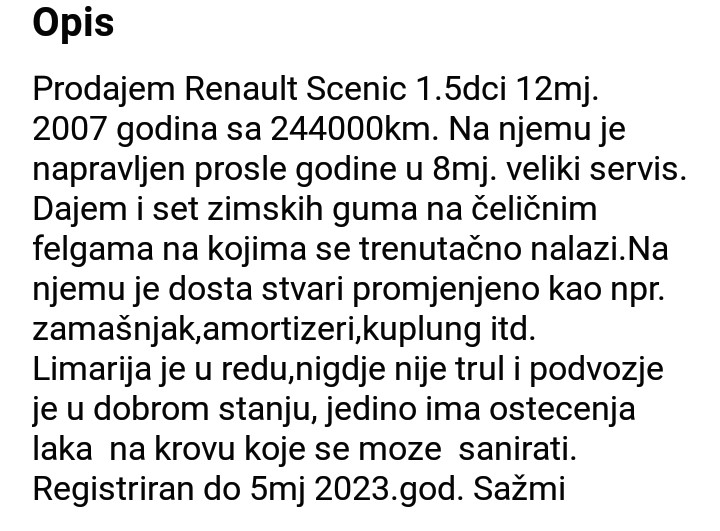 Opis
Prodajem Renault Scenic 1.5dci 12mj.
2007 godina sa 244000km. Na njemu je
napravljen prosle godine u 8mj. veliki servis.
Dajem i set zimskih guma na čeličnim
felgama na kojima se trenutačno nalazi.Na
njemu je dosta stvari promjenjeno kao npr.
zamašnjak,amortizeri,kuplung itd.
Limarija je u redu,nigdje nije trul i podvozje
je u dobrom stanju, jedino ima ostecenja
laka  na krovu koje se moze  sanirati.
Registriran do 5mj 2023.god. Sažmi